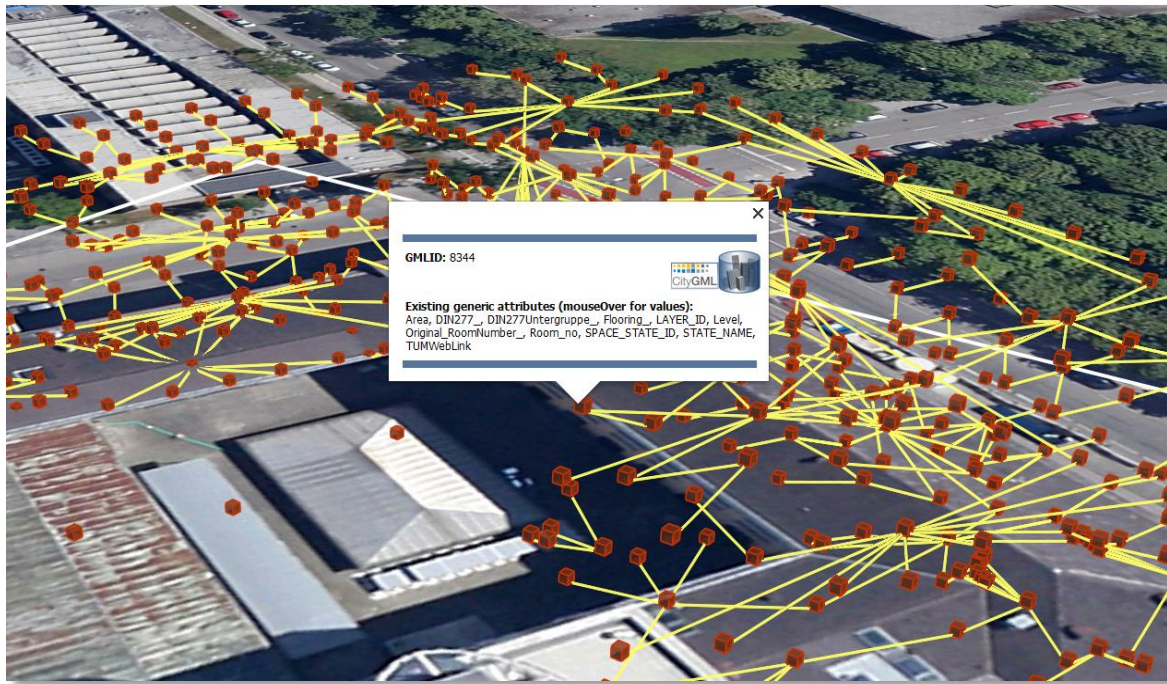 GMLID: 8344
CityGML
Existing generic attributes (mouseOver for values):
Area, DIN277_, DIN277Untergruppe_, Flooring_, LAYER_ID, Level,
Original_RoomNumber_, Room_no, SPACE_STATE_ID, STATE_NAME,
TUMWebLink